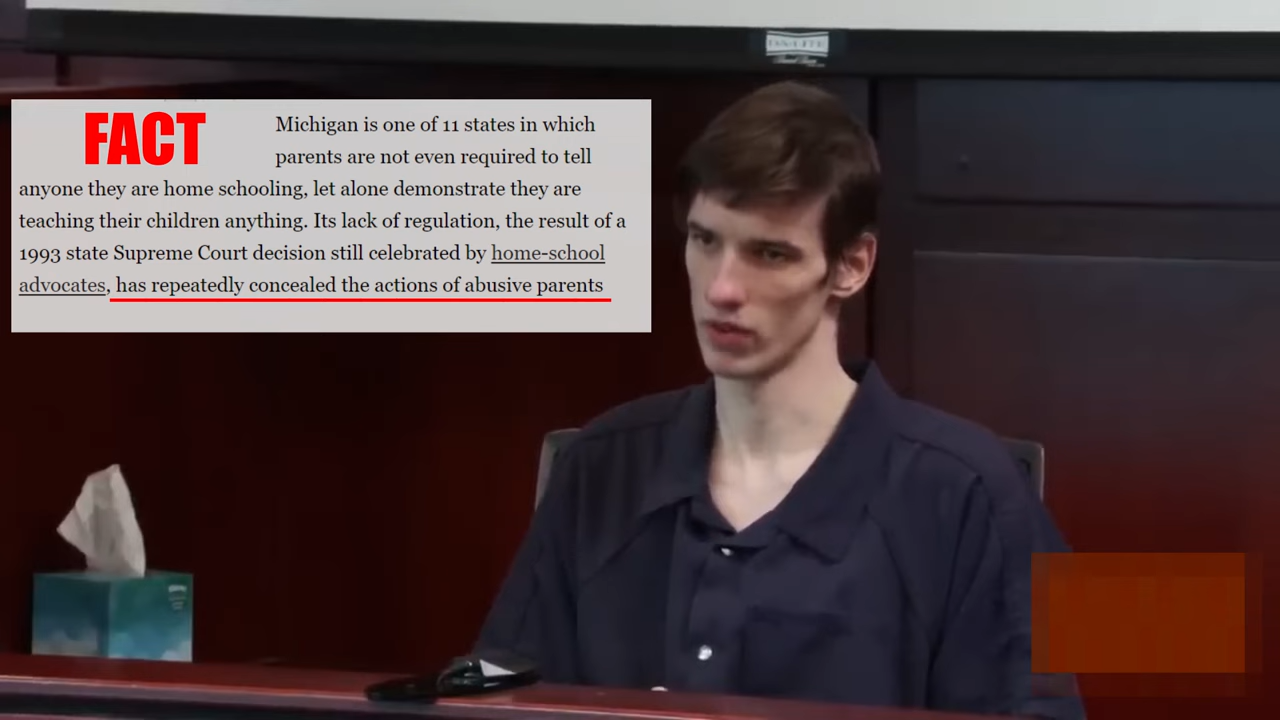 DA-LITE
FACT
Michigan is one of 11 states in which
parents are not even required to tell
anyone they are home schooling, let alone demonstrate they are
teaching their children anything. Its lack of regulation, the result of a
1993 state Supreme Court decision still celebrated by home-school
advocates, has repeatedly concealed the actions of abusive parents